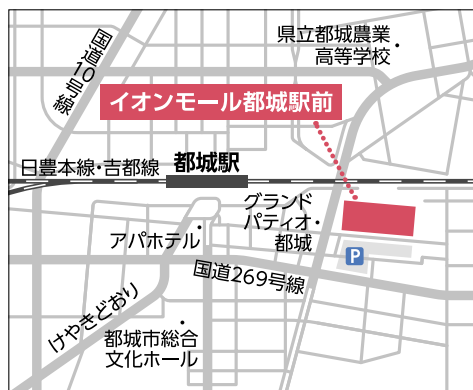 県立都城農業
高等学校
国道10号線
イオンモール都城駅前
日豊本線・吉都線
都城駅
グランド
パティオ・
都城
アパホテル
P
国道269号線
けやきどおり
都城市総合
文化ホール